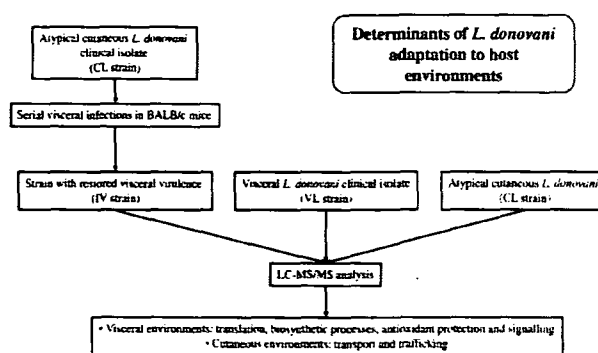 Atypical cutaneous L. donovani
clinical isolate
(CL strain)
Determinants of L. donovani
adaptation to host
environments
Serial visceral infections in BALB/c mice
Strain with restored visceral virulence
(IV strain)
Visceral L. donovani clinical isolate
(VL strain)
Atypical cutaneous L. donovani
(CL strain)
LC-MS/MS analysis
• Visceral environments: translation, biosynthetic processes, antioxidant protection and signalling
• Cutaneous environments: transport and trafficking